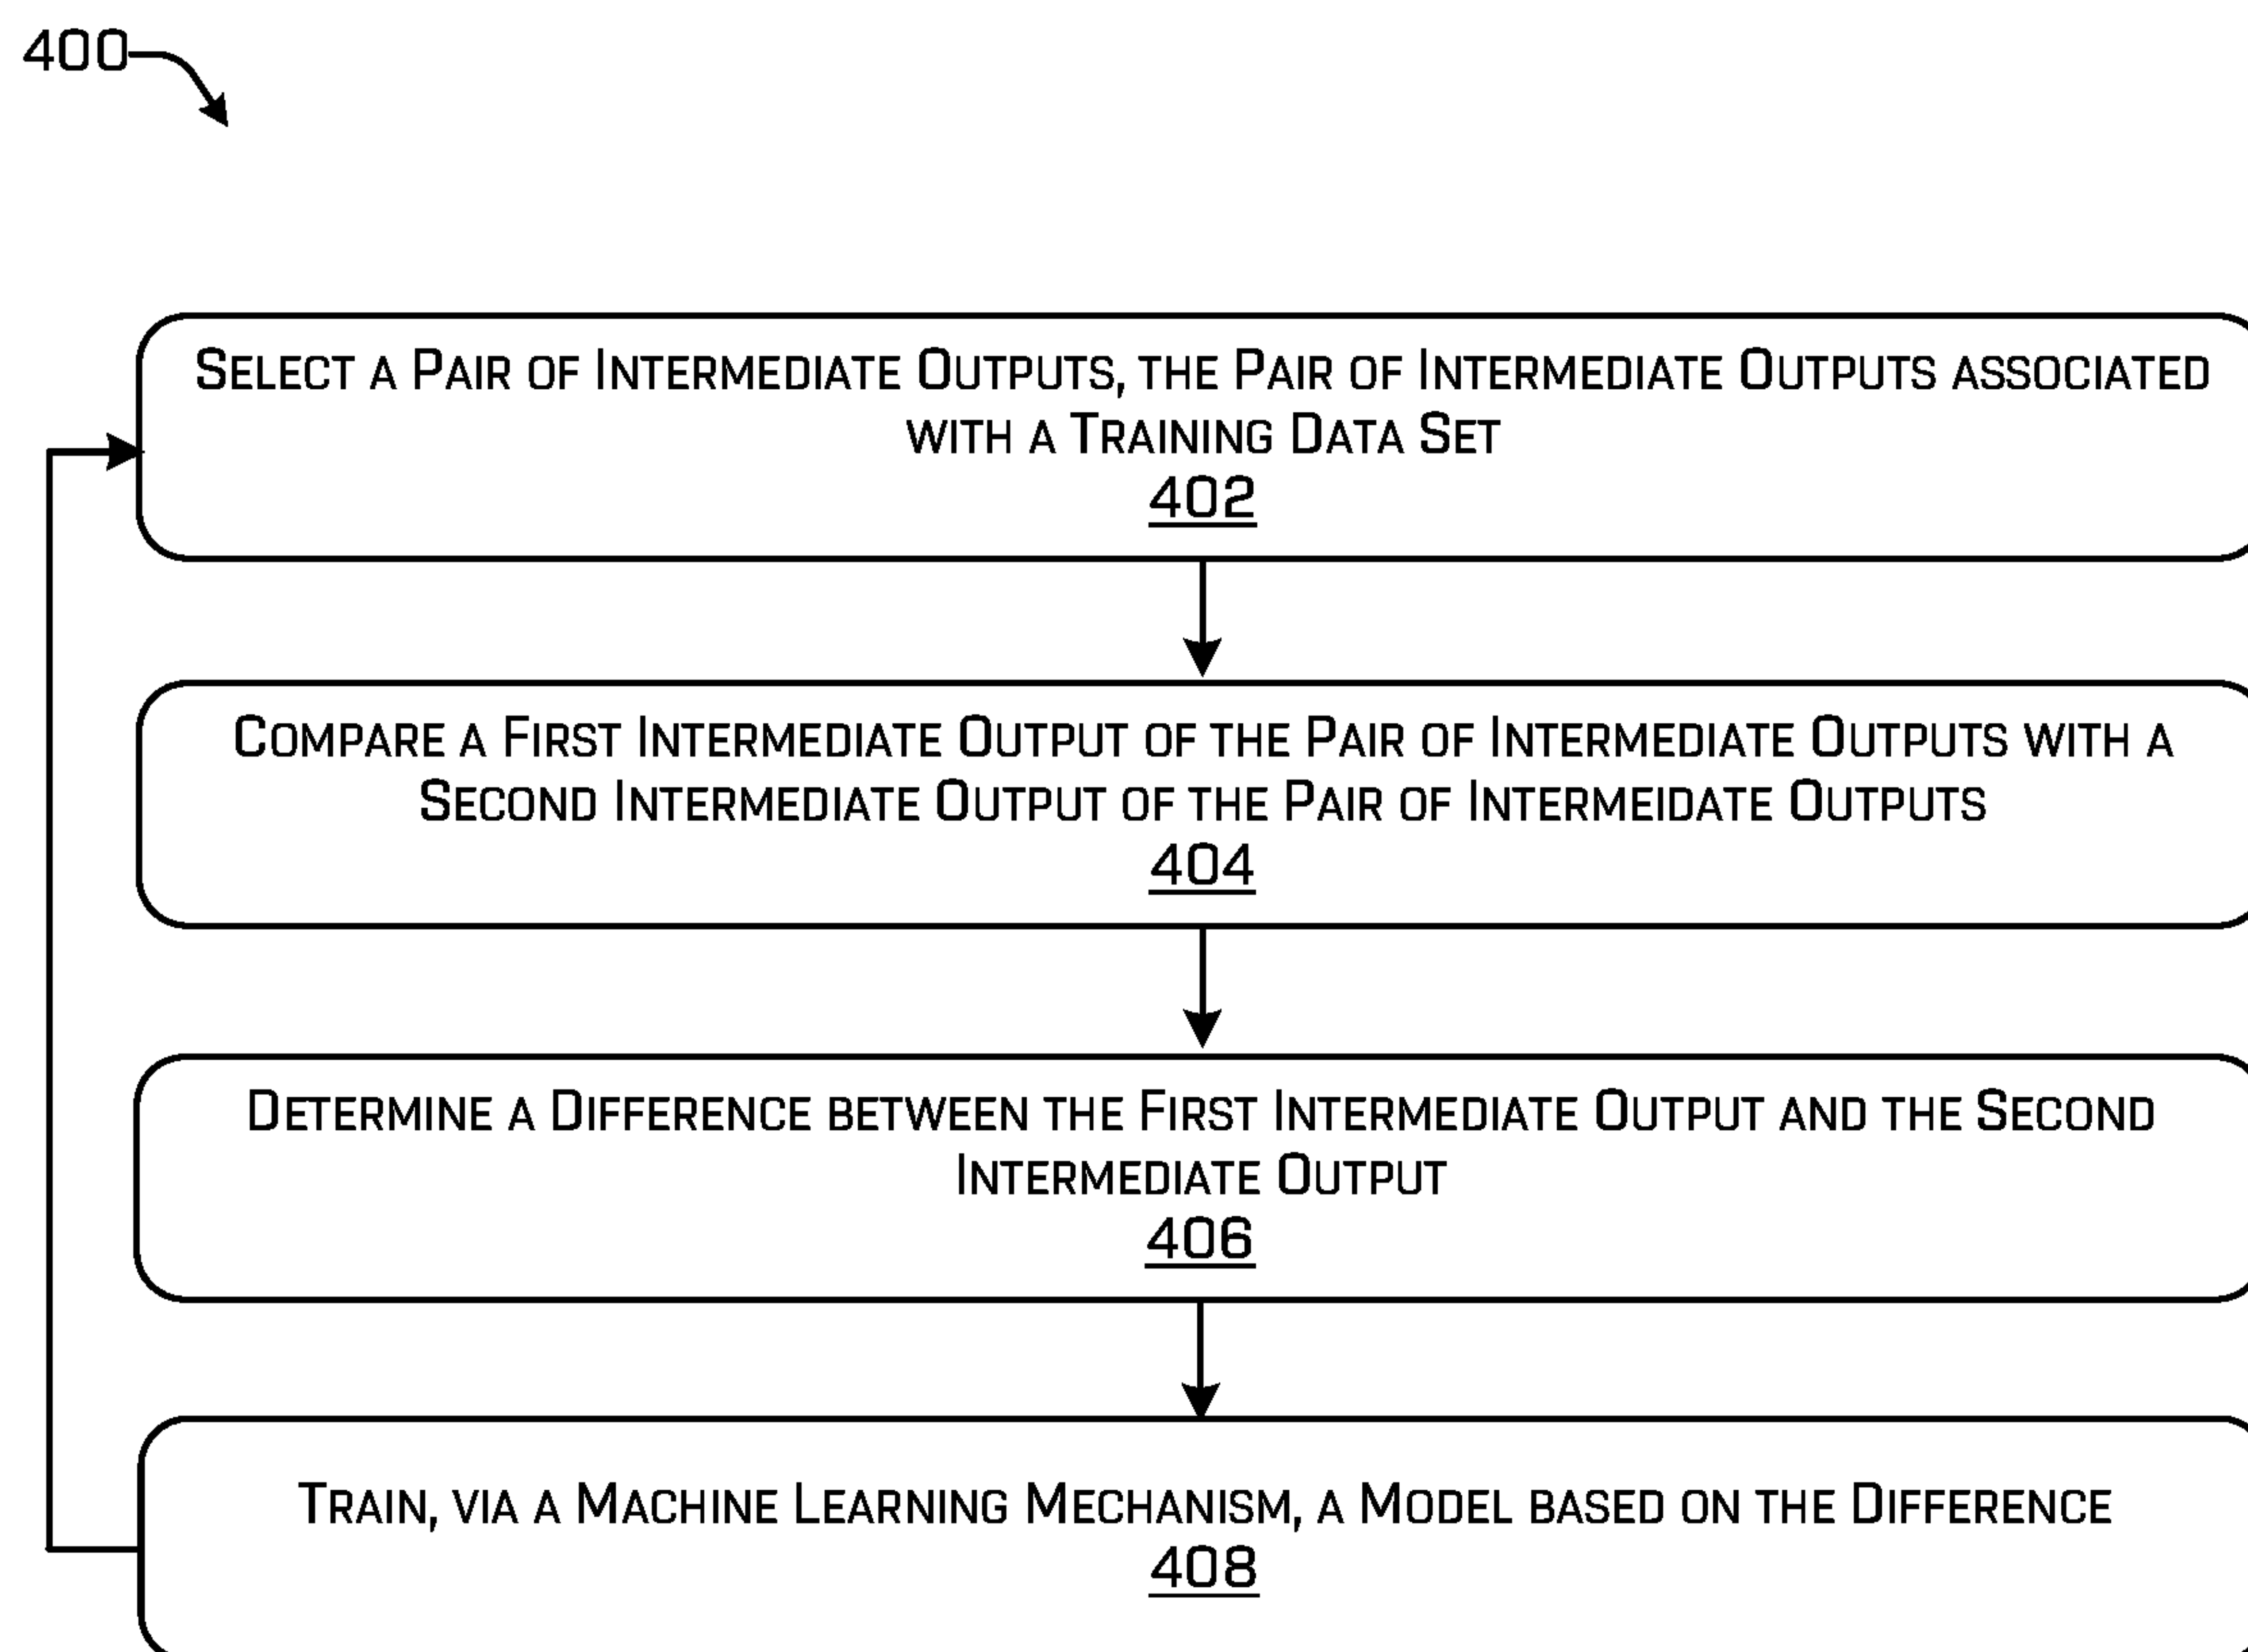 400
Select a Pair of Intermediate Outputs, the Pair of Intermediate Outputs associated
with a Training Data Set
402
Compare a First Intermediate Output of the Pair of Intermediate Outputs with a
Second Intermediate Output of the Pair of Intermeidate Outputs
404
Determine a Difference between the First Intermediate Output and the Second
Intermediate Output
406
Train, via a Machine Learning Mechanism, a Model based on the Difference
408